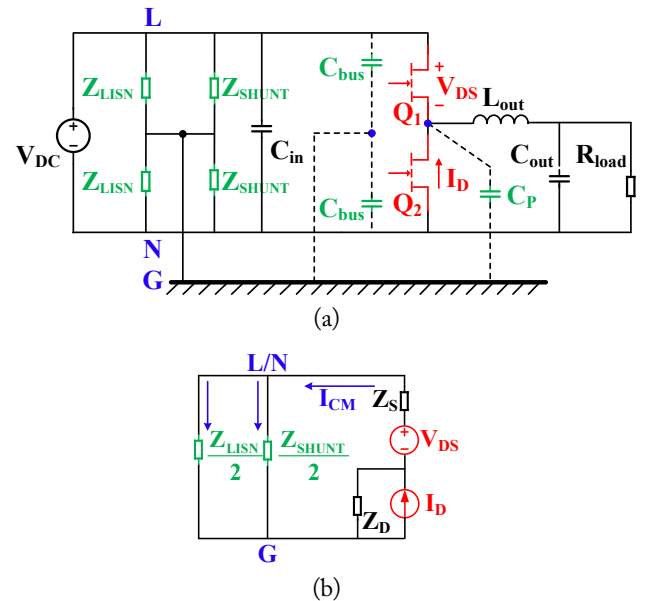 L
Z_LISN
Z_SHUNT
C_bus
+
V_DS
−
Q_1
L_out
+
V_DC
−
C_in
Z_LISN
Z_SHUNT
C_bus
Q_2
I_D
C_P
C_out
R_load
N
G
(a)
L/N
I_CM
Z_S
+
V_DS
−
Z_LISN
2
Z_SHUNT
2
Z_D
I_D
G
(b)